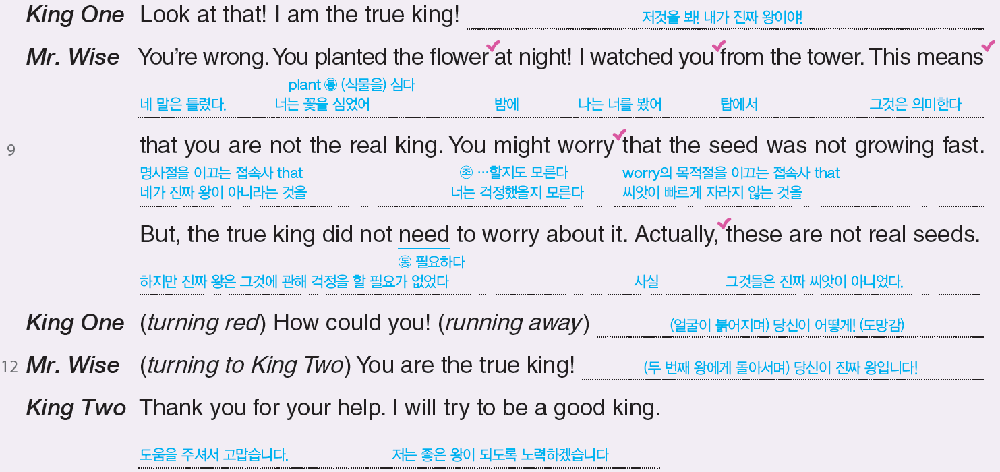 King One Look at that! I am the true king! 저것을 봐! 내가 진짜 왕이야!
Mr. Wise You're wrong. You planted the flower at night! I watched you from the tower. This means
plant 동 (식물을) 심다
네 말은 틀렸다. 너는 꽃을 심었어 밤에 나는 너를 봤어 탑에서 그것은 의미한다
9 that you are not the real king. You might worry that the seed was not growing fast.
명사절을 이끄는 접속사 that 조 …할지도 모른다 worry의 목적절을 이끄는 접속사 that
네가 진짜 왕이 아니라는 것을 너는 걱정했을지 모른다 씨앗이 빠르게 자라지 않는 것을
But, the true king did not need to worry about it. Actually, these are not real seeds.
동 필요하다
하지만 진짜 왕은 그것에 관해 걱정을 할 필요가 없었다 사실 그것들은 진짜 씨앗이 아니었다.
King One (turning red) How could you! (running away) (얼굴이 붉어지며) 당신이 어떻게! (도망감)
12 Mr. Wise (turning to King Two) You are the true king! (두 번째 왕에게 돌아서며) 당신이 진짜 왕입니다!
King Two Thank you for your help. I will try to be a good king.
도움을 주셔서 고맙습니다. 저는 좋은 왕이 되도록 노력하겠습니다